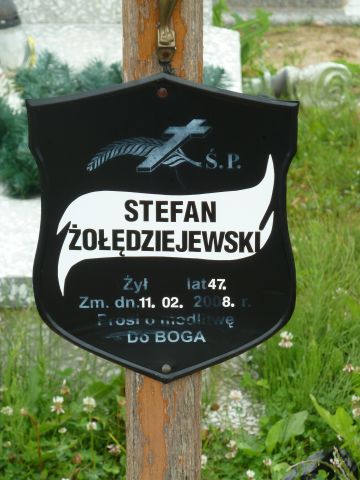 Ś.P.
STEFAN
ŻOŁĘDZIEJEWSKI
Żył lat 47.
Zm. dn. 11. 02. 2008. r.
Prosi o modlitwę
Do BOGA